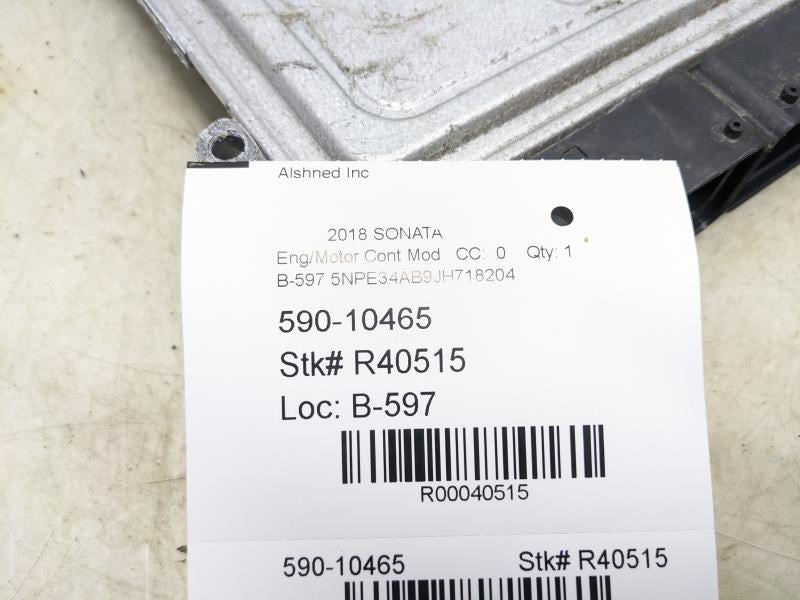 Alshned Inc
2018 SONATA
Eng/Motor Cont Mod CC: 0 Qty: 1
B-597 5NPE34AB9JH718204
590-10465
Stk# R40515
Loc: B-597
R00040515
590-10465 Stk# R40515